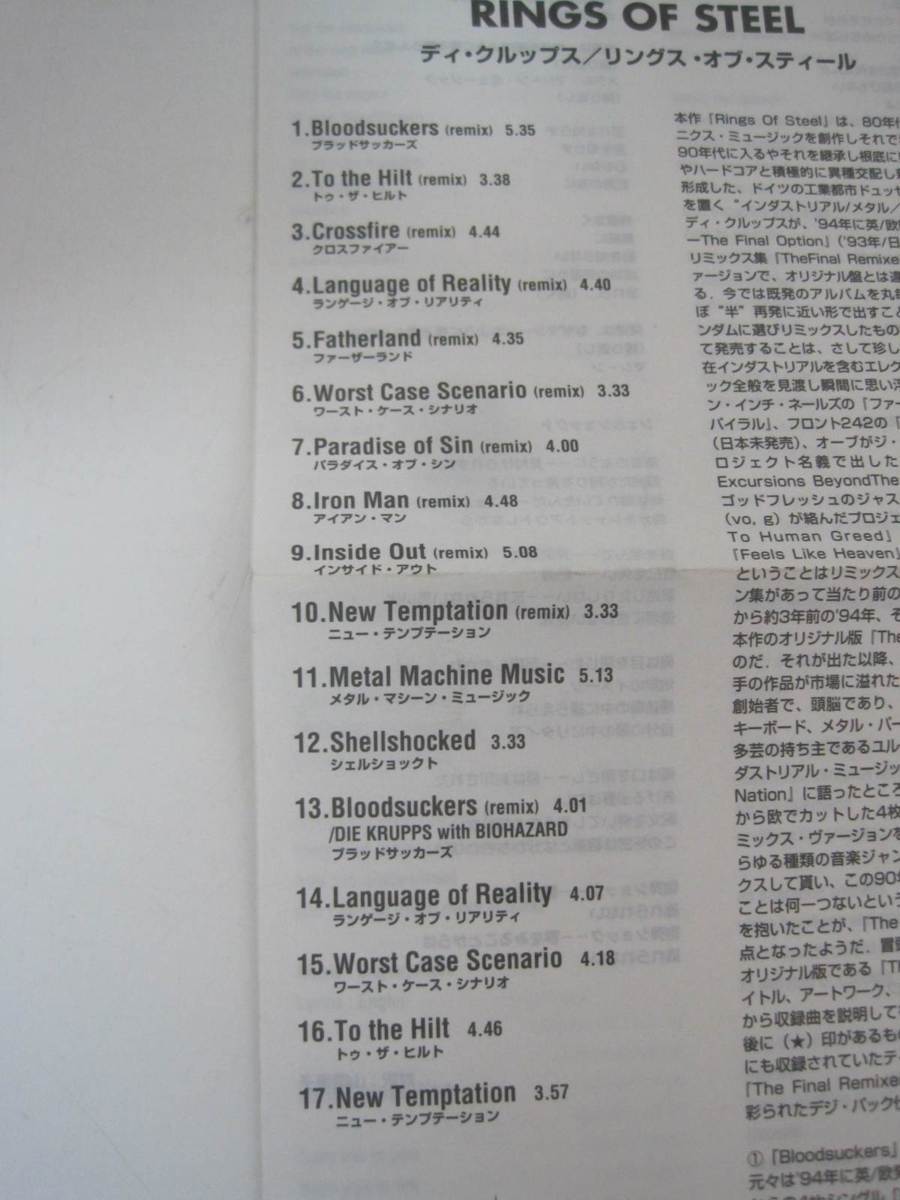 RINGS OF STEEL
ディ・クルップス／リングス・オブ・スティール
1.Bloodsuckers (remix) 5.35
ブラッドサッカーズ
2.To the Hilt (remix) 3.38
トゥ・ザ・ヒルト
3.Crossfire (remix) 4.44
クロスファイアー
4.Language of Reality (remix) 4.40
ランゲージ・オブ・リアリティ
5.Fatherland (remix) 4.35
ファーザーランド
6.Worst Case Scenario (remix) 3.33
ワースト・ケース・シナリオ
7.Paradise of Sin (remix) 4.00
パラダイス・オブ・シン
8.Iron Man (remix) 4.48
アイアン・マン
9.Inside Out (remix) 5.08
インサイド・アウト
10.New Temptation (remix) 3.33
ニュー・テンプテーション
11.Metal Machine Music 5.13
メタル・マシーン・ミュージック
12.Shellshocked 3.33
シェルショックト
13.Bloodsuckers (remix) 4.01
/DIE KRUPPS with BIOHAZARD
ブラッドサッカーズ
14.Language of Reality 4.07
ランゲージ・オブ・リアリティ
15.Worst Case Scenario 4.18
ワースト・ケース・シナリオ
16.To the Hilt 4.46
トゥ・ザ・ヒルト
17.New Temptation 3.57
ニュー・テンプテーション
本作『Rings Of Steel』は、80年代
ニクス・ミュージックを創作しそれで
90年代に入るやそれを継承し根底に
やハードコアと積極的に異種交配し
形成した、ドイツの工業都市デュッセ
を置く“インダストリアル/メタル／
ディ・クルップスが、'94年に英/欧
ーThe Final Option』('93年/日
リミックス集『TheFinal Remixe
ァージョンで、オリジナル盤とは違
る．今では既発のアルバムを丸
ぼ“半”再発に近い形で出すこと
ンダムに選びリミックスしたもの
て発売することは、さして珍し
在インダストリアルを含むエレク
ック全般を見渡し瞬間に思い浮
ン・インチ・ネールズの『ファー
バイラル』、フロント242の『
（日本未発売）、オーブがジ・
ロジェクト名義で出した
Excursions BeyondThe
ゴッドフレッシュのジャス
（vo, g）が絡んだプロジェ
To Human Greed』
『Feels Like Heaven』
ということはリミックス
ン集があって当たり前の
から約3年前の'94年、そ
本作のオリジナル版『The
のだ．それが出た以降、
手の作品が市場に溢れた
創始者で、頭脳であり、
キーボード、メタル・パー
多芸の持ち主であるユル
ダストリアル・ミュージッ
Nation』に語ったところ
から欧でカットした4枚
ミックス・ヴァージョンを
らゆる種類の音楽ジャン
クスして貰い、この90年
ことは何一つないという
を抱いたことが、『The
点となったようだ．冒
オリジナル版である『Th
イトル、アートワーク、
から収録曲を説明して
後に（★）印があるもの
にも収録されていたテ
『The Final Remixe
彩られたデジ・パック仕
①『Bloodsuckers』
元々は'94年に英/欧